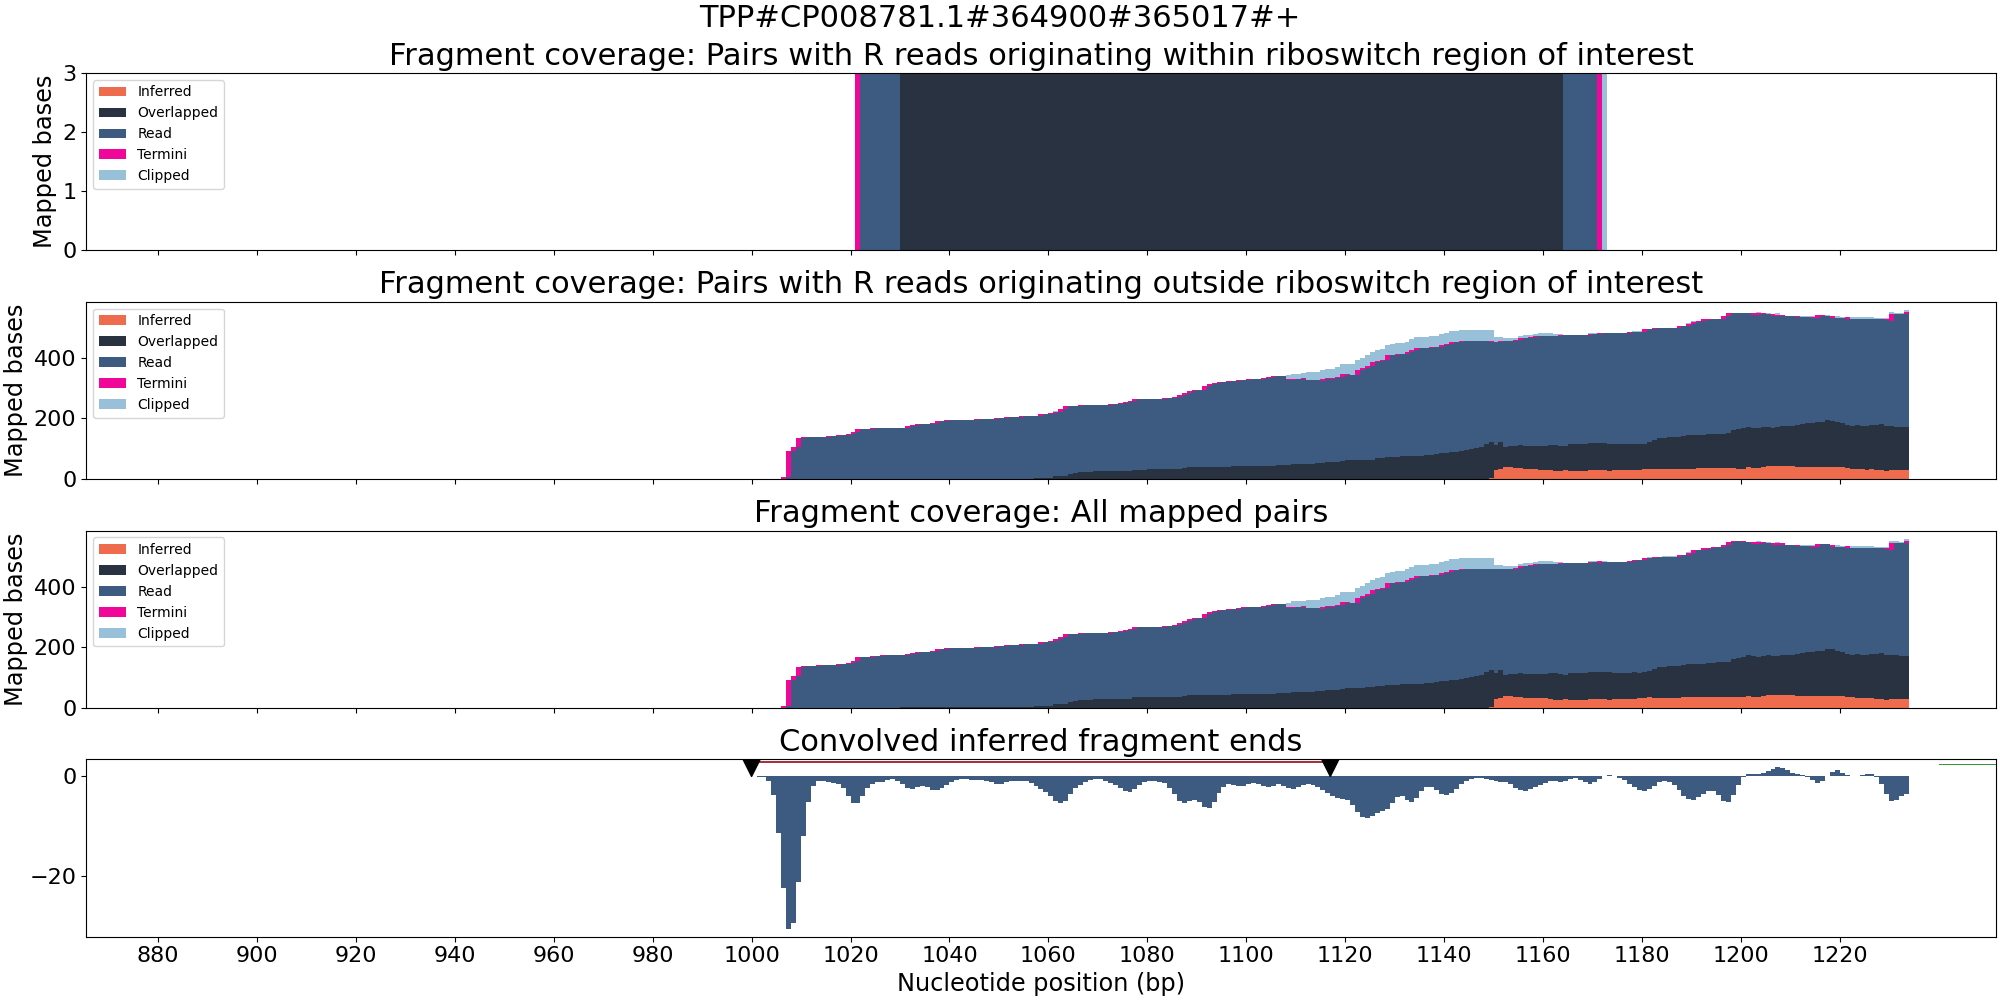 TPP#CP008781.1#364900#365017#+
Fragment coverage: Pairs with R reads originating within riboswitch region of interest
Mapped bases
3
2
1
0
Inferred
Overlapped
Read
Termini
Clipped
Fragment coverage: Pairs with R reads originating outside riboswitch region of interest
Mapped bases
400
200
0
Inferred
Overlapped
Read
Termini
Clipped
Fragment coverage: All mapped pairs
Mapped bases
400
200
0
Inferred
Overlapped
Read
Termini
Clipped
Convolved inferred fragment ends
0
−20
880 900 920 940 960 980 1000 1020 1040 1060 1080 1100 1120 1140 1160 1180 1200 1220
Nucleotide position (bp)